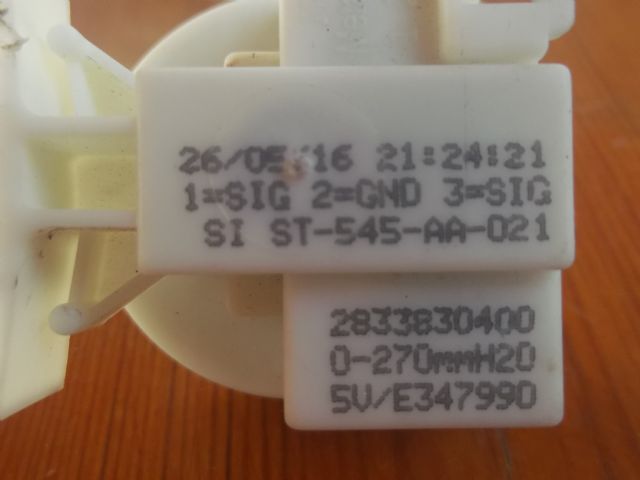 26/05/16 21:24:21
1=SIG 2=GND 3=SIG
SI ST-545-AA-021
2833830400
0-270mmH20
5V/E347990